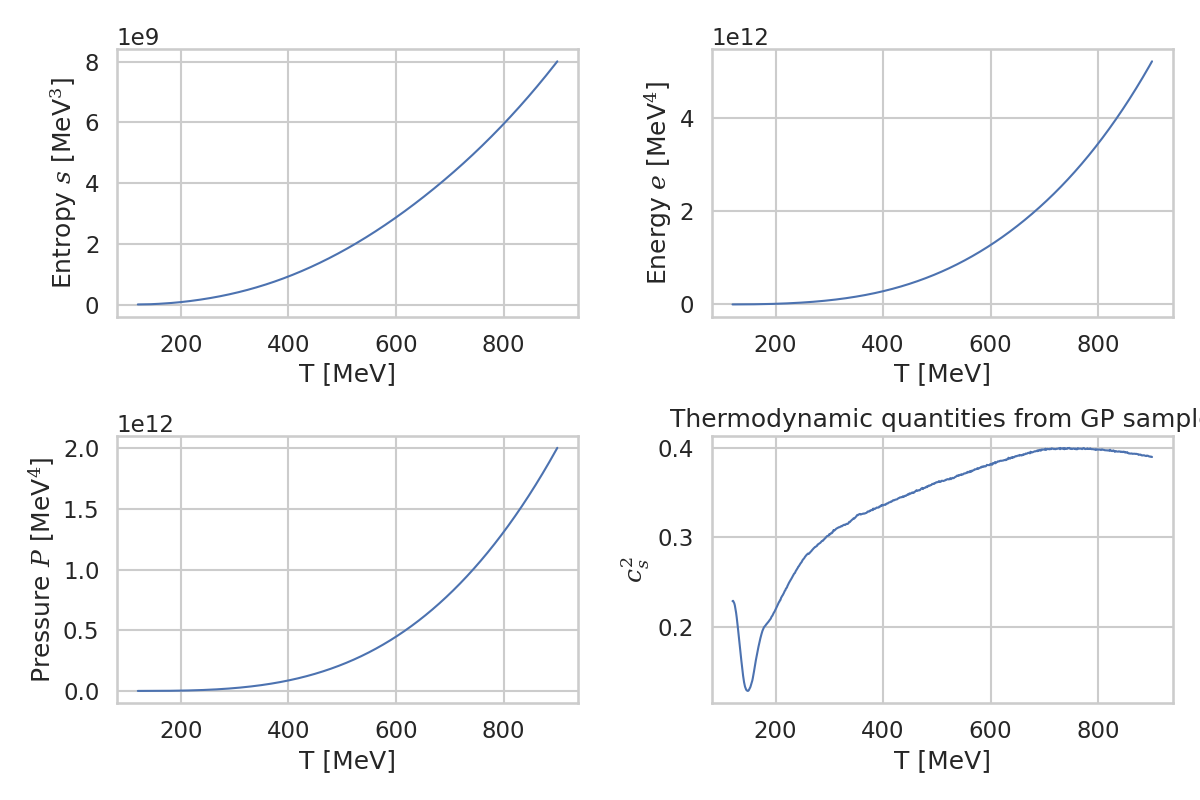 1e9
8
6
4
2
0
Entropy s [MeV³]
200 400 600 800
T [MeV]
1e12
4
2
0
Energy e [MeV⁴]
200 400 600 800
T [MeV]
1e12
2.0
1.5
1.0
0.5
0.0
Pressure P [MeV⁴]
200 400 600 800
T [MeV]
Thermodynamic quantities from GP sampl
0.4
0.3
0.2
c_s^2
200 400 600 800
T [MeV]